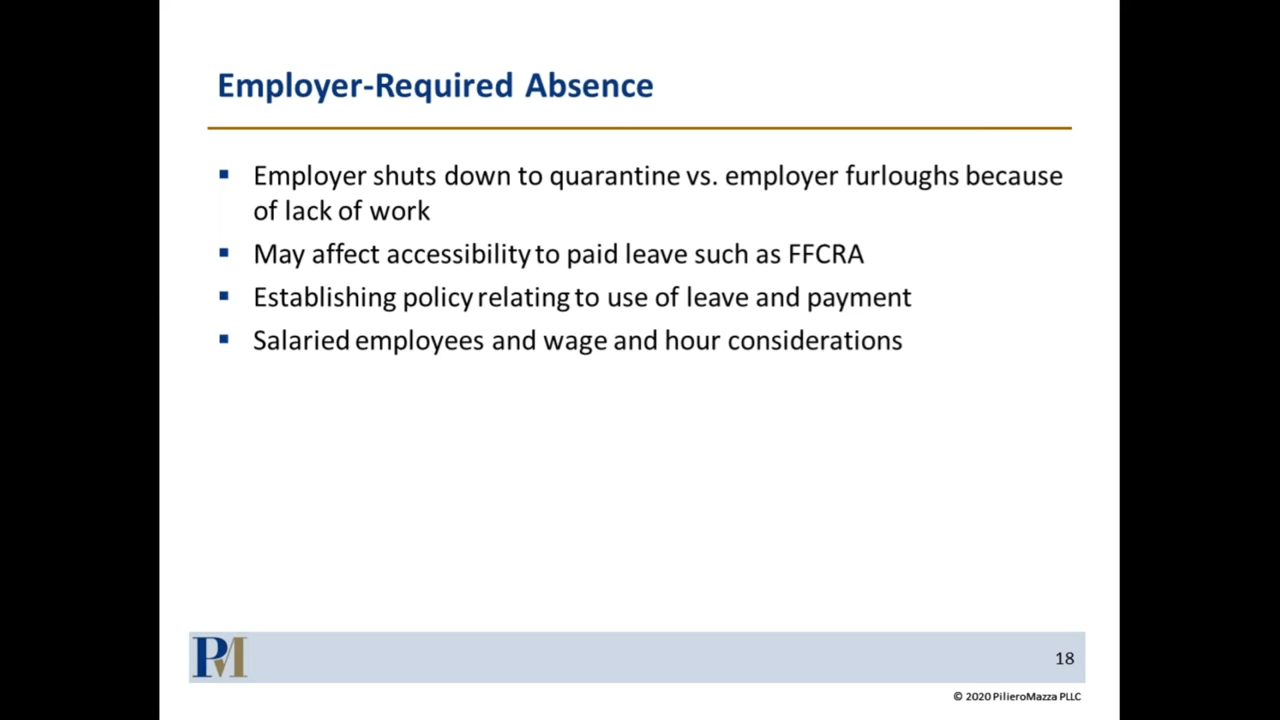 Employer-Required Absence
▪ Employer shuts down to quarantine vs. employer furloughs because
of lack of work
▪ May affect accessibility to paid leave such as FFCRA
▪ Establishing policy relating to use of leave and payment
▪ Salaried employees and wage and hour considerations
PM
18
© 2020 PilieroMazza PLLC